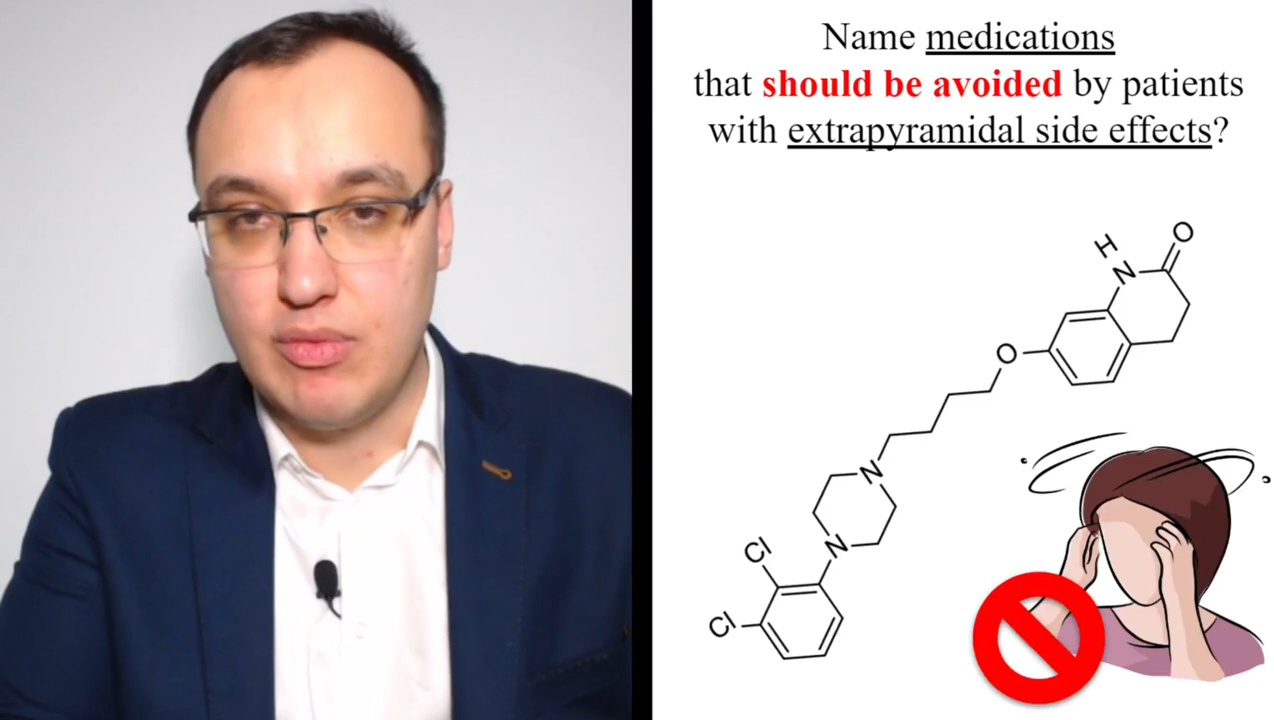 Name medications
that should be avoided by patients
with extrapyramidal side effects?
H
N
O
O
N
N
Cl
Cl